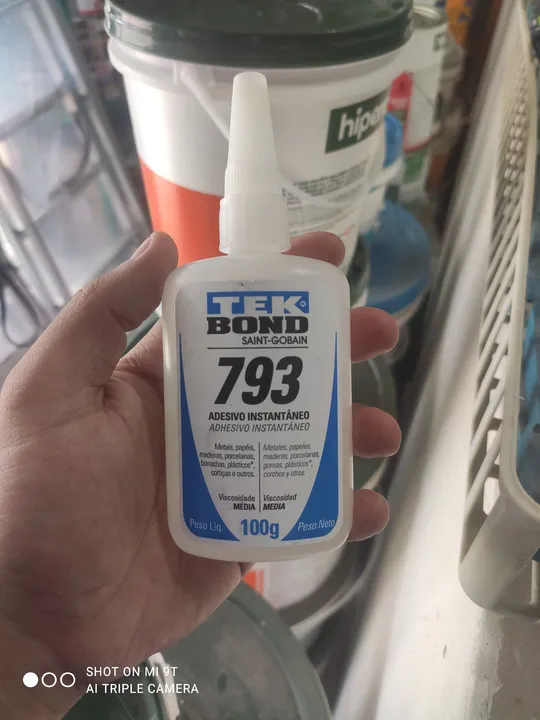 hiper
TEK
BOND
SAINT-GOBAIN
793
ADESIVO INSTANTÂNEO
ADHESIVO INSTANTÁNEO
Metais, papéis,
madeiras, porcelanas,
borrachas, plásticos*,
cortiças e outros.
Metales, papeles,
maderas, porcelanas,
gomas, plásticos*,
corchos y otros.
Viscosidade
MÉDIA
Viscosidad
MEDIA
Peso Líq. 100g Peso Neto
SHOT ON MI 9T
AI TRIPLE CAMERA